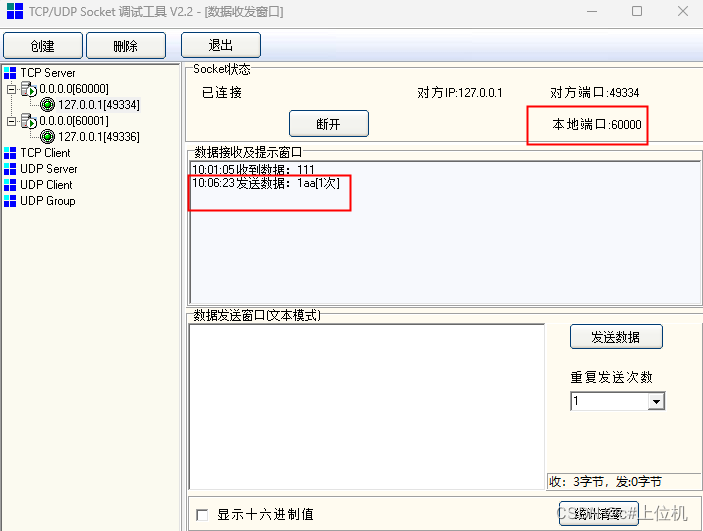 TCP/UDP Socket 调试工具 V2.2 - [数据收发窗口]
创建 删除 退出
TCP Server
0.0.0.0[60000]
127.0.0.1[49334]
0.0.0.0[60001]
127.0.0.1[49336]
TCP Client
UDP Server
UDP Client
UDP Group
Socket状态
已连接 对方IP:127.0.0.1 对方端口:49334
断开 本地端口:60000
数据接收及提示窗口
10:01:05收到数据：111
10:06:23发送数据：1aa[1次]
数据发送窗口(文本模式)
发送数据
重复发送次数
1
收：3字节，发:0字节
显示十六进制值
统计清零
c#上位机